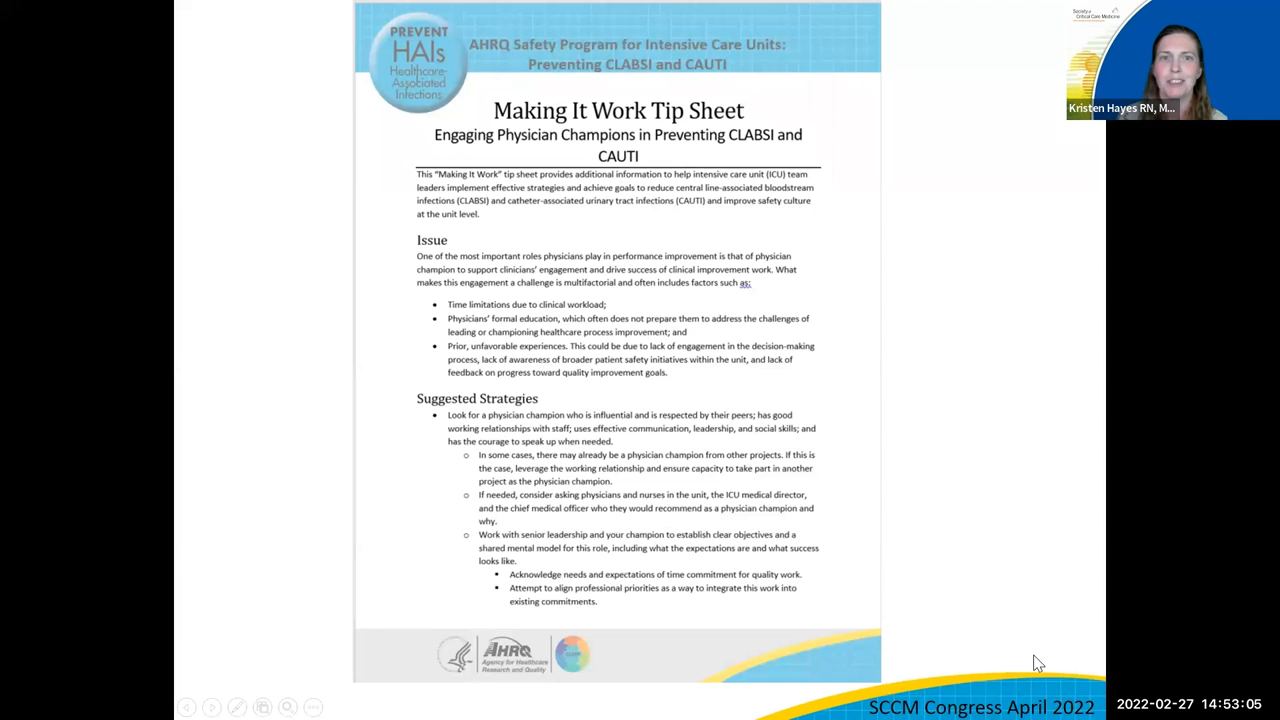 PREVENT
HAIs
Healthcare-
Associated
Infections
AHRQ Safety Program for Intensive Care Units:
Preventing CLABSI and CAUTI
Making It Work Tip Sheet
Engaging Physician Champions in Preventing CLABSI and
CAUTI
This “Making It Work” tip sheet provides additional information to help intensive care unit (ICU) team
leaders implement effective strategies and achieve goals to reduce central line-associated bloodstream
infections (CLABSI) and catheter-associated urinary tract infections (CAUTI) and improve safety culture
at the unit level.
Issue
One of the most important roles physicians play in performance improvement is that of physician
champion to support clinicians’ engagement and drive success of clinical improvement work. What
makes this engagement a challenge is multifactorial and often includes factors such as:
• Time limitations due to clinical workload;
• Physicians’ formal education, which often does not prepare them to address the challenges of
leading or championing healthcare process improvement; and
• Prior, unfavorable experiences. This could be due to lack of engagement in the decision-making
process, lack of awareness of broader patient safety initiatives within the unit, and lack of
feedback on progress toward quality improvement goals.
Suggested Strategies
• Look for a physician champion who is influential and is respected by their peers; has good
working relationships with staff; uses effective communication, leadership, and social skills; and
has the courage to speak up when needed.
o In some cases, there may already be a physician champion from other projects. If this is
the case, leverage the working relationship and ensure capacity to take part in another
project as the physician champion.
o If needed, consider asking physicians and nurses in the unit, the ICU medical director,
and the chief medical officer who they would recommend as a physician champion and
why.
o Work with senior leadership and your champion to establish clear objectives and a
shared mental model for this role, including what the expectations are and what success
looks like.
▪ Acknowledge needs and expectations of time commitment for quality work.
▪ Attempt to align professional priorities as a way to integrate this work into
existing commitments.
AHRQ
Agency for Healthcare
Research and Quality
Society of
Critical Care Medicine
Kristen Hayes RN, M...
SCCM Congress April 2022
2022-02-27 14:53:05